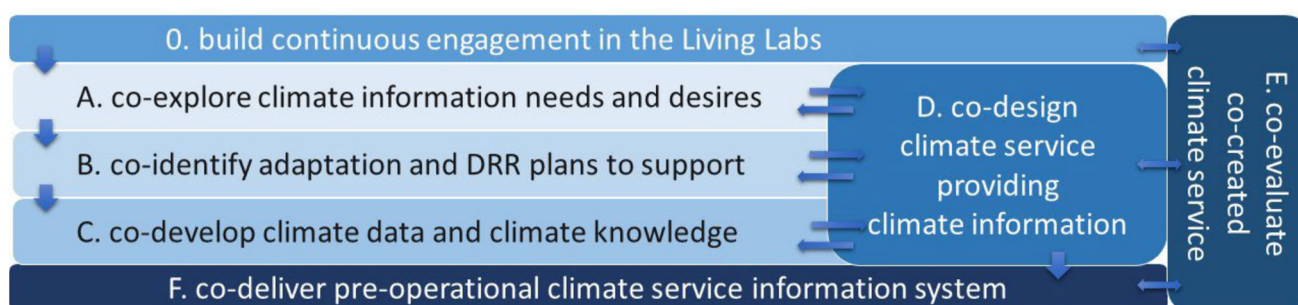 0. build continuous engagement in the Living Labs
A. co-explore climate information needs and desires
B. co-identify adaptation and DRR plans to support
C. co-develop climate data and climate knowledge
D. co-design
climate service
providing
climate information
E. co-evaluate
co-created
climate service
F. co-deliver pre-operational climate service information system